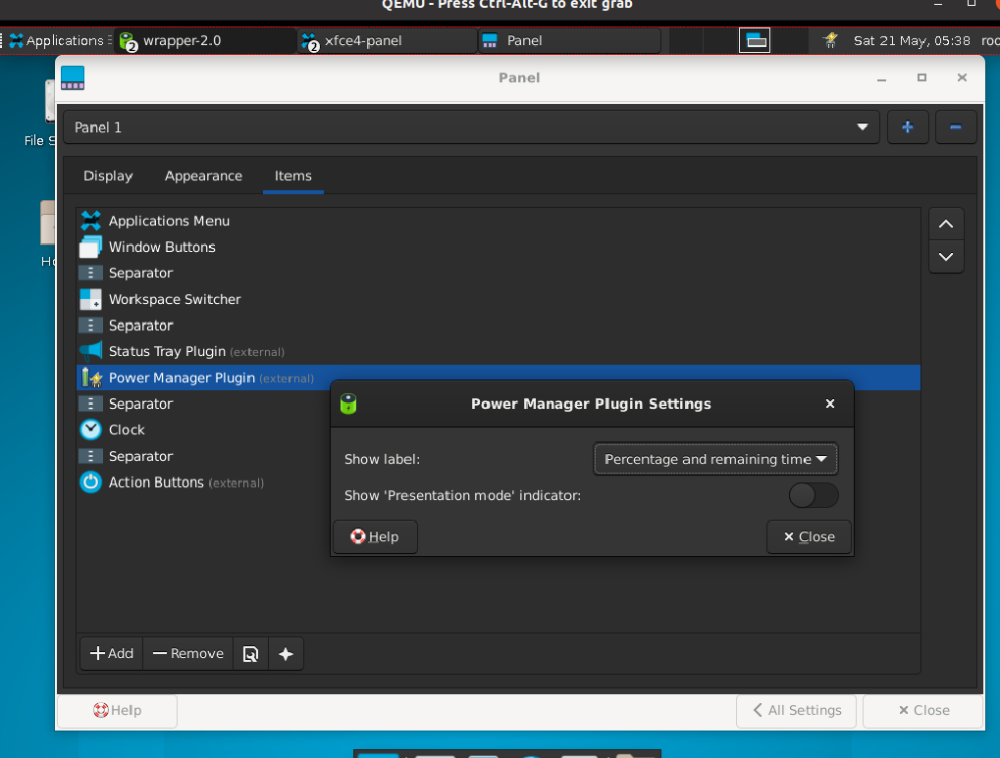 QEMU - Press Ctrl-Alt-G to exit grab
Applications 2 wrapper-2.0 2 xfce4-panel Panel Sat 21 May, 05:38 roo
Panel
Panel 1
File S
Display Appearance Items
Applications Menu
Window Buttons
Ho
Separator
Workspace Switcher
Separator
Status Tray Plugin (external)
Power Manager Plugin (external)
Separator
Power Manager Plugin Settings
Clock
Separator
Show label: Percentage and remaining time
Action Buttons (external)
Show 'Presentation mode' indicator:
Help Close
Add Remove
Help All Settings Close